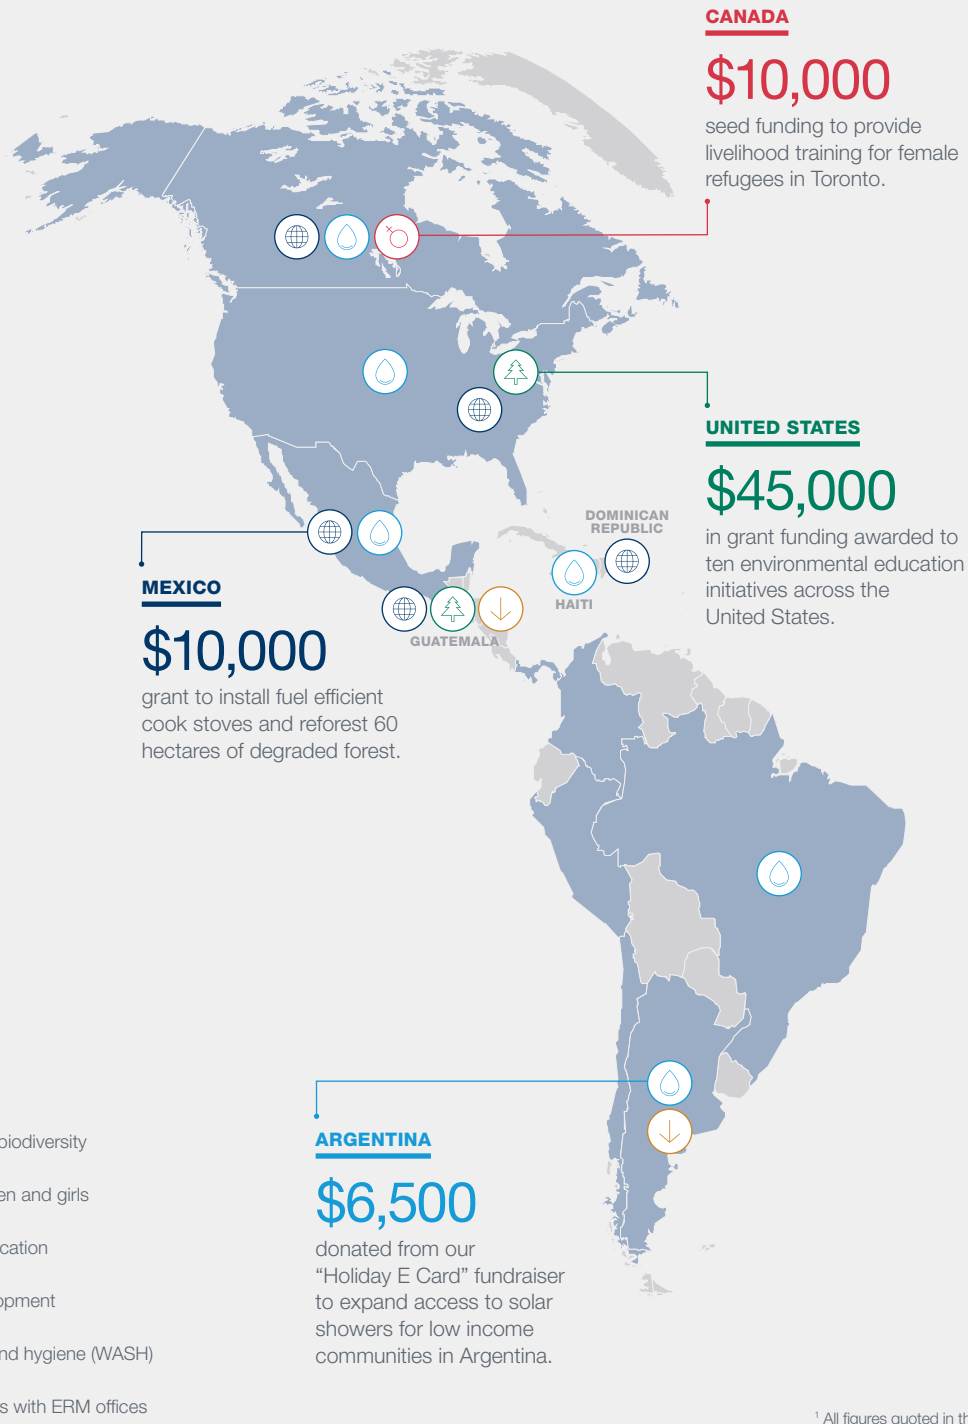 CANADA
$10,000
seed funding to provide
livelihood training for female
refugees in Toronto.
UNITED STATES
$45,000
in grant funding awarded to
ten environmental education
initiatives across the
United States.
DOMINICAN
REPUBLIC
HAITI
GUATEMALA
MEXICO
$10,000
grant to install fuel efficient
cook stoves and reforest 60
hectares of degraded forest.
ARGENTINA
$6,500
donated from our
“Holiday E Card” fundraiser
to expand access to solar
showers for low income
communities in Argentina.
biodiversity
en and girls
cation
opment
nd hygiene (WASH)
s with ERM offices
1 All figures quoted in th